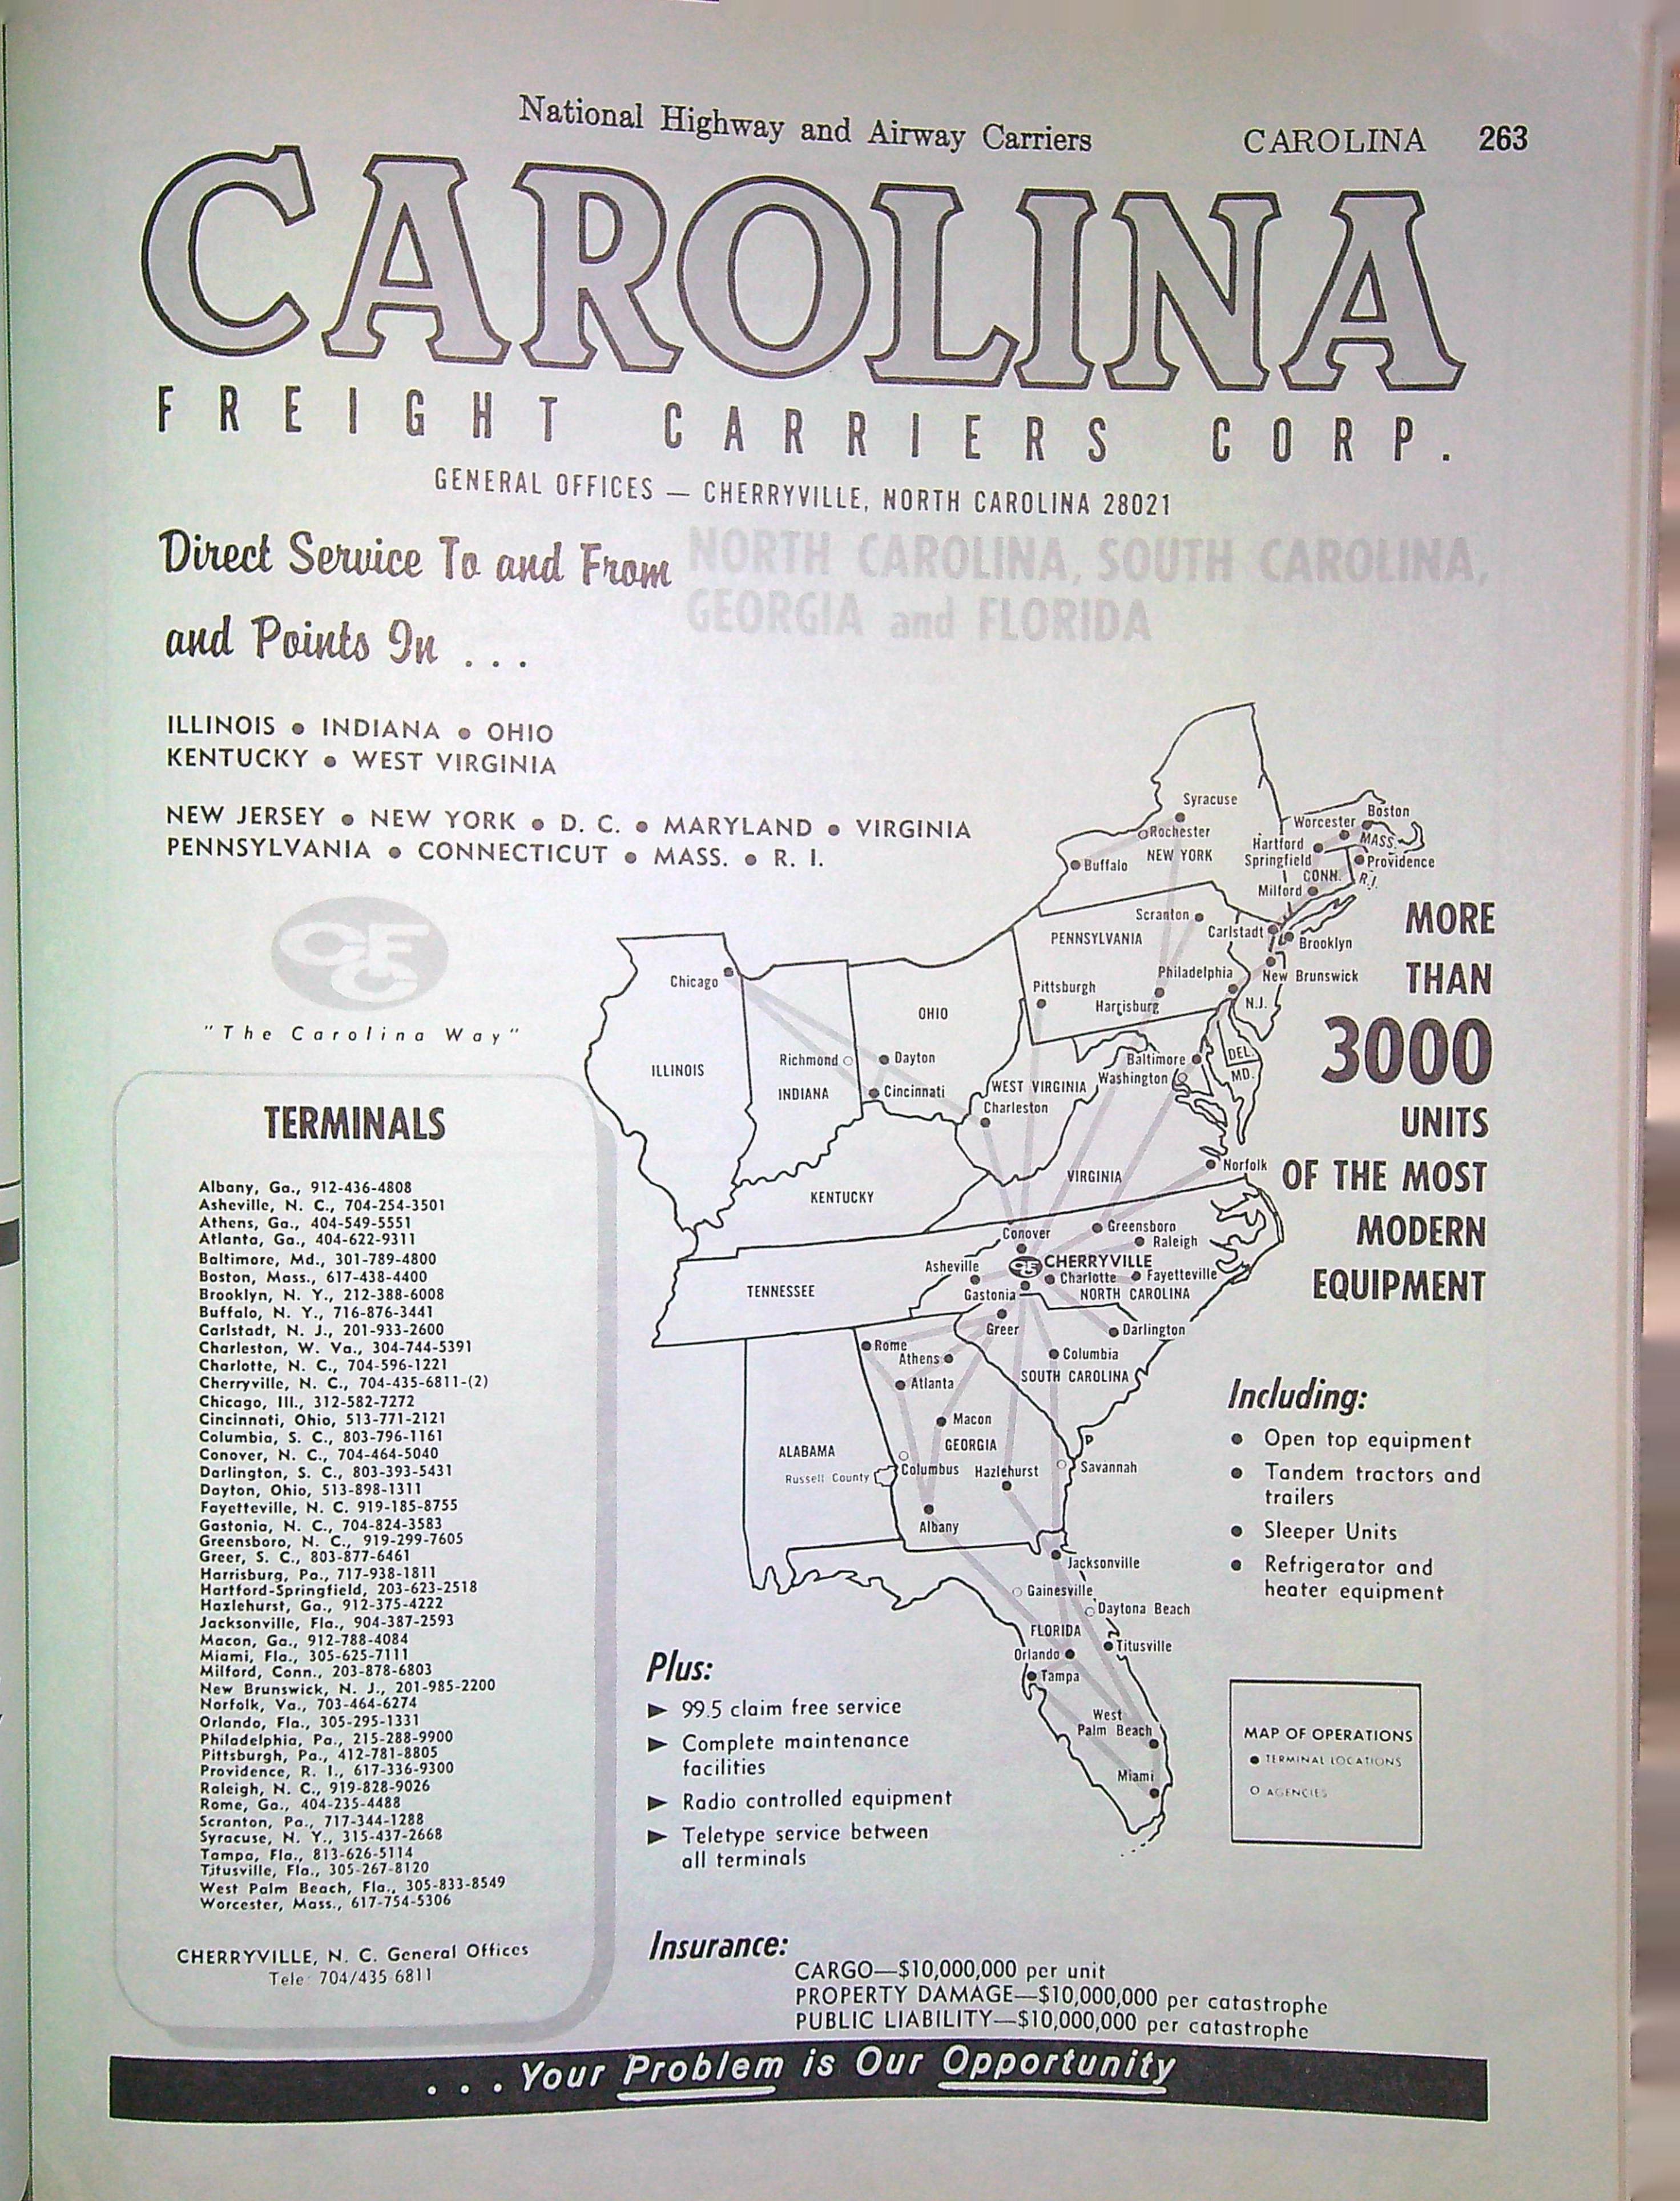 National Highway and Airway Carriers CAROLINA 263
CAROLINA
FREIGHT CARRIERS CORP.
GENERAL OFFICES — CHERRYVILLE, NORTH CAROLINA 28021
Direct Service To and From NORTH CAROLINA, SOUTH CAROLINA,
GEORGIA and FLORIDA
and Points In . . .
ILLINOIS • INDIANA • OHIO
KENTUCKY • WEST VIRGINIA
NEW JERSEY • NEW YORK • D. C. • MARYLAND • VIRGINIA
PENNSYLVANIA • CONNECTICUT • MASS. • R. I.
CFC
"The Carolina Way"
TERMINALS
Albany, Ga., 912-436-4808
Asheville, N. C., 704-254-3501
Athens, Ga., 404-549-5551
Atlanta, Ga., 404-622-9311
Baltimore, Md., 301-789-4800
Boston, Mass., 617-438-4400
Brooklyn, N. Y., 212-388-6008
Buffalo, N. Y., 716-876-3441
Carlstadt, N. J., 201-933-2600
Charleston, W. Va., 304-744-5391
Charlotte, N. C., 704-596-1221
Cherryville, N. C., 704-435-6811-(2)
Chicago, Ill., 312-582-7272
Cincinnati, Ohio, 513-771-2121
Columbia, S. C., 803-796-1161
Conover, N. C., 704-464-5040
Darlington, S. C., 803-393-5431
Dayton, Ohio, 513-898-1311
Fayetteville, N. C. 919-185-8755
Gastonia, N. C., 704-824-3583
Greensboro, N. C., 919-299-7605
Greer, S. C., 803-877-6461
Harrisburg, Pa., 717-938-1811
Hartford-Springfield, 203-623-2518
Hazlehurst, Ga., 912-375-4222
Jacksonville, Fla., 904-387-2593
Macon, Ga., 912-788-4084
Miami, Fla., 305-625-7111
Milford, Conn., 203-878-6803
New Brunswick, N. J., 201-985-2200
Norfolk, Va., 703-464-6274
Orlando, Fla., 305-295-1331
Philadelphia, Pa., 215-288-9900
Pittsburgh, Pa., 412-781-8805
Providence, R. I., 617-336-9300
Raleigh, N. C., 919-828-9026
Rome, Ga., 404-235-4488
Scranton, Pa., 717-344-1288
Syracuse, N. Y., 315-437-2668
Tampa, Fla., 813-626-5114
Titusville, Fla., 305-267-8120
West Palm Beach, Fla., 305-833-8549
Worcester, Mass., 617-754-5306
CHERRYVILLE, N. C. General Offices
Tele: 704/435 6811
Syracuse
Rochester
NEW YORK
Buffalo
Boston
Worcester
MASS.
Hartford
Springfield
Providence
CONN.
R.I.
Milford
Scranton
Carlstadt
Brooklyn
PENNSYLVANIA
Philadelphia
New Brunswick
Pittsburgh
Harrisburg
N.J.
Chicago
OHIO
Richmond
Dayton
Baltimore
DEL.
ILLINOIS
INDIANA
Cincinnati
WEST VIRGINIA
Washington
MD.
Charleston
Norfolk
VIRGINIA
KENTUCKY
Conover
Greensboro
Raleigh
Asheville
CFC
CHERRYVILLE
Charlotte
Fayetteville
TENNESSEE
Gastonia
NORTH CAROLINA
Greer
Darlington
Rome
Athens
Columbia
Atlanta
SOUTH CAROLINA
Macon
ALABAMA
GEORGIA
Russell County
Columbus
Hazlehurst
Savannah
Albany
Jacksonville
Gainesville
Daytona Beach
FLORIDA
Titusville
Orlando
Tampa
West
Palm Beach
Miami
MORE
THAN
3000
UNITS
OF THE MOST
MODERN
EQUIPMENT
Including:
• Open top equipment
• Tandem tractors and
trailers
• Sleeper Units
• Refrigerator and
heater equipment
MAP OF OPERATIONS
● TERMINAL LOCATIONS
○ AGENCIES
Plus:
► 99.5 claim free service
► Complete maintenance
facilities
► Radio controlled equipment
► Teletype service between
all terminals
Insurance:
CARGO—$10,000,000 per unit
PROPERTY DAMAGE—$10,000,000 per catastrophe
PUBLIC LIABILITY—$10,000,000 per catastrophe
. . . Your Problem is Our Opportunity